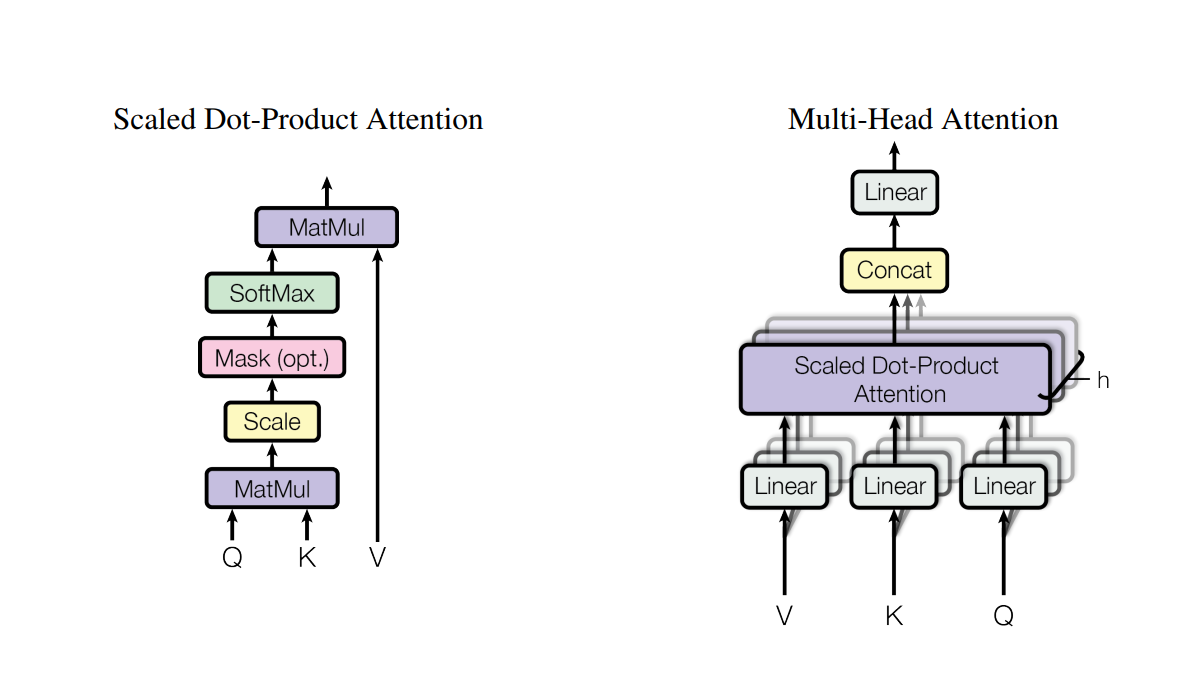 Scaled Dot-Product Attention
MatMul
SoftMax
Mask (opt.)
Scale
MatMul
Q K V
Multi-Head Attention
Linear
Concat
Scaled Dot-Product
Attention
h
Linear Linear Linear
V K Q